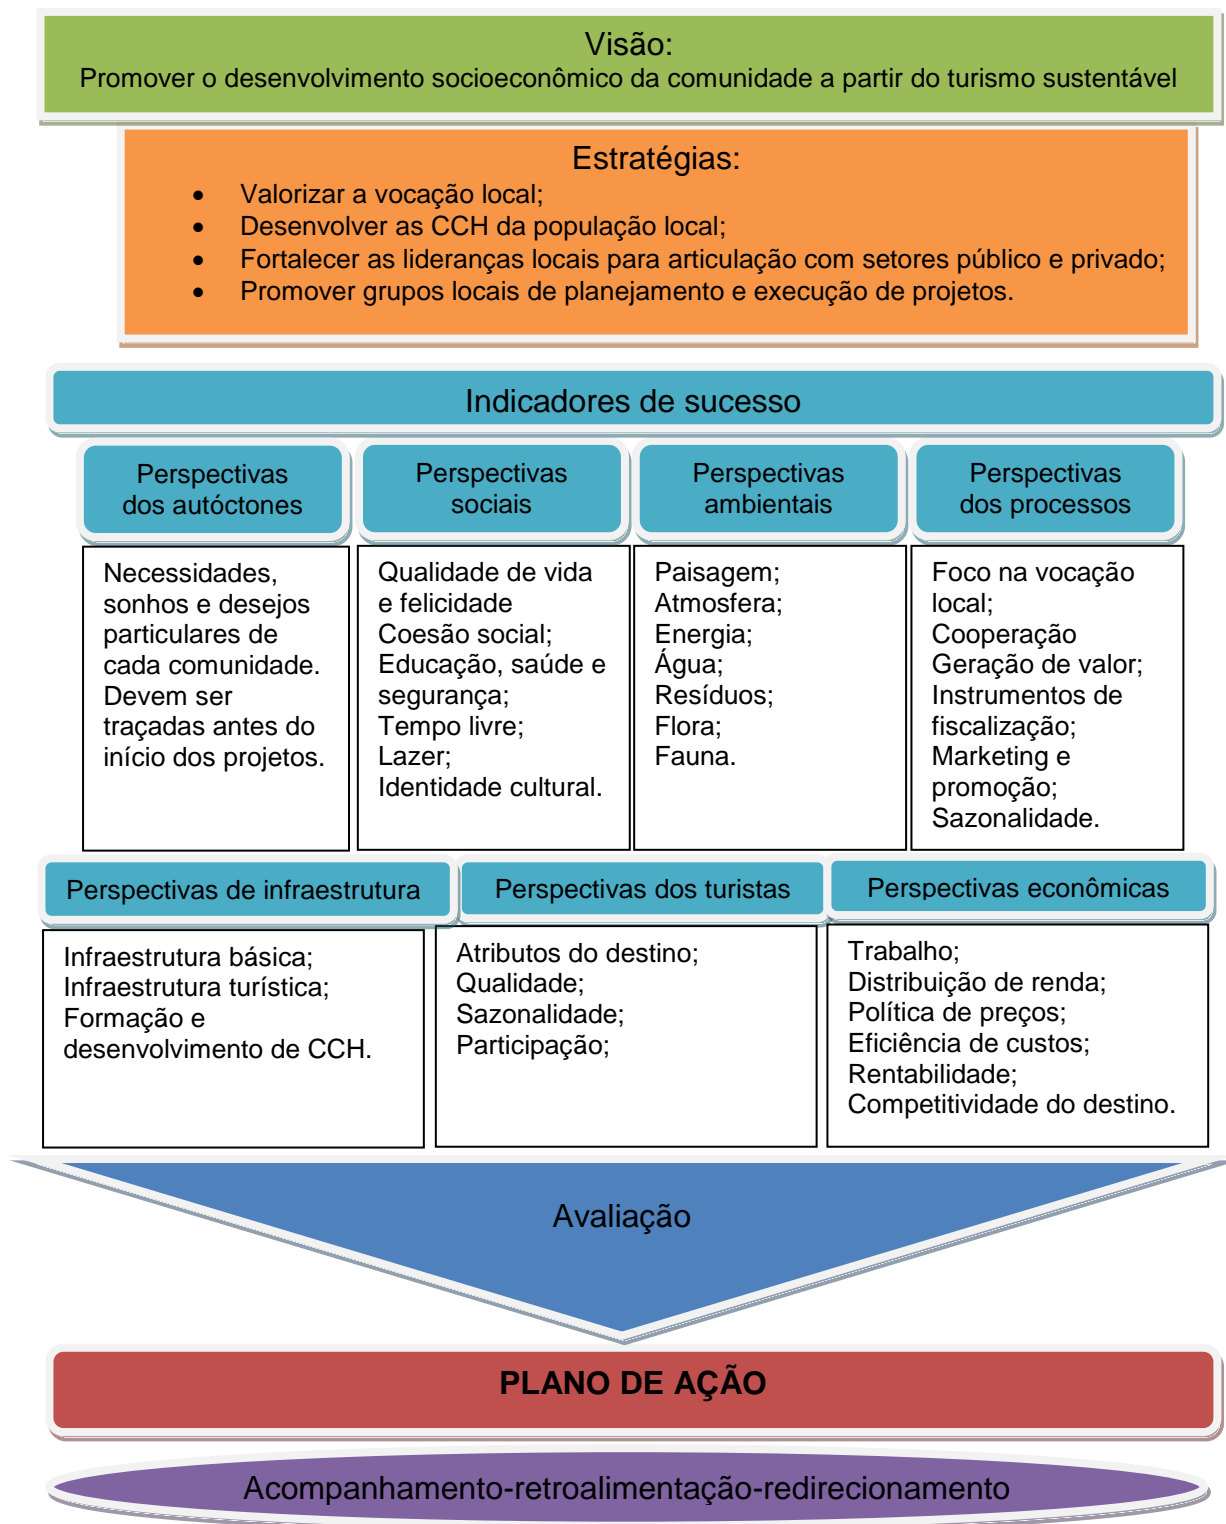 Visão:
Promover o desenvolvimento socioeconômico da comunidade a partir do turismo sustentável
Estratégias:
• Valorizar a vocação local;
• Desenvolver as CCH da população local;
• Fortalecer as lideranças locais para articulação com setores público e privado;
• Promover grupos locais de planejamento e execução de projetos.
Indicadores de sucesso
Perspectivas
dos autóctones
Necessidades,
sonhos e desejos
particulares de
cada comunidade.
Devem ser
traçadas antes do
início dos projetos.
Perspectivas
sociais
Qualidade de vida
e felicidade
Coesão social;
Educação, saúde e
segurança;
Tempo livre;
Lazer;
Identidade cultural.
Perspectivas
ambientais
Paisagem;
Atmosfera;
Energia;
Água;
Resíduos;
Flora;
Fauna.
Perspectivas
dos processos
Foco na vocação
local;
Cooperação
Geração de valor;
Instrumentos de
fiscalização;
Marketing e
promoção;
Sazonalidade.
Perspectivas de infraestrutura
Infraestrutura básica;
Infraestrutura turística;
Formação e
desenvolvimento de CCH.
Perspectivas dos turistas
Atributos do destino;
Qualidade;
Sazonalidade;
Participação;
Perspectivas econômicas
Trabalho;
Distribuição de renda;
Política de preços;
Eficiência de custos;
Rentabilidade;
Competitividade do destino.
Avaliação
PLANO DE AÇÃO
Acompanhamento-retroalimentação-redirecionamento